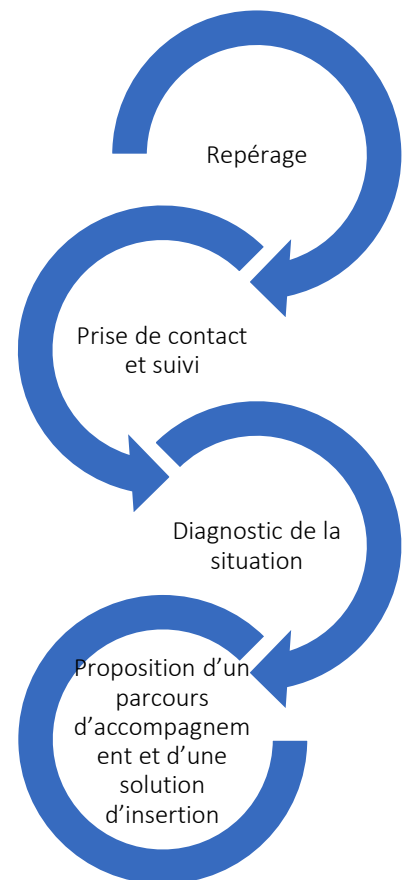 Repérage
Prise de contact
et suivi
Diagnostic de la
situation
Proposition d’un
parcours
d’accompagnem
ent et d’une
solution
d’insertion